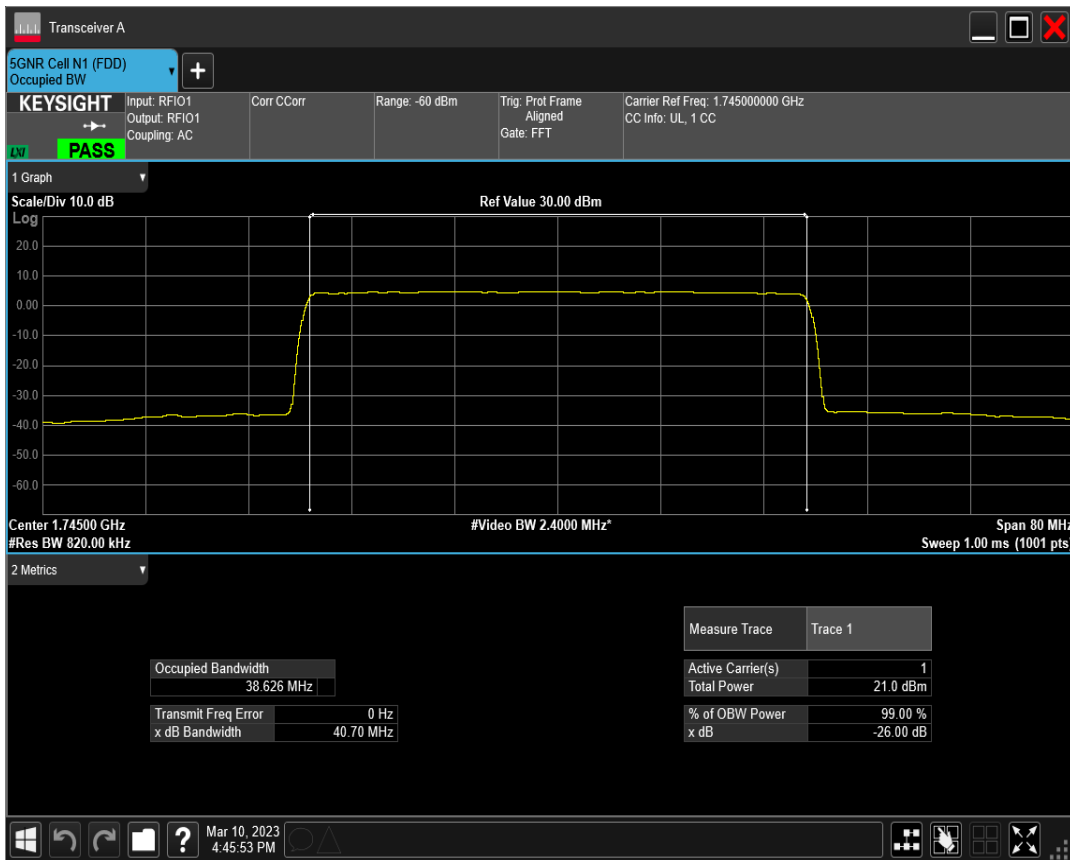 Transceiver A
5GNR Cell N1 (FDD)
Occupied BW
+
KEYSIGHT
LXI
PASS
Input: RFIO1
Output: RFIO1
Coupling: AC
Corr CCorr
Range: -60 dBm
Trig: Prot Frame
Aligned
Gate: FFT
Carrier Ref Freq: 1.745000000 GHz
CC Info: UL, 1 CC
1 Graph
Scale/Div 10.0 dB
Ref Value 30.00 dBm
Log
20.0
10.0
0.00
-10.0
-20.0
-30.0
-40.0
-50.0
-60.0
Center 1.74500 GHz
#Video BW 2.4000 MHz*
Span 80 MHz
#Res BW 820.00 kHz
Sweep 1.00 ms (1001 pts)
2 Metrics
Measure Trace Trace 1
Occupied Bandwidth
38.626 MHz
Active Carrier(s) 1
Total Power 21.0 dBm
Transmit Freq Error 0 Hz
x dB Bandwidth 40.70 MHz
% of OBW Power 99.00 %
x dB -26.00 dB
?
Mar 10, 2023
4:45:53 PM